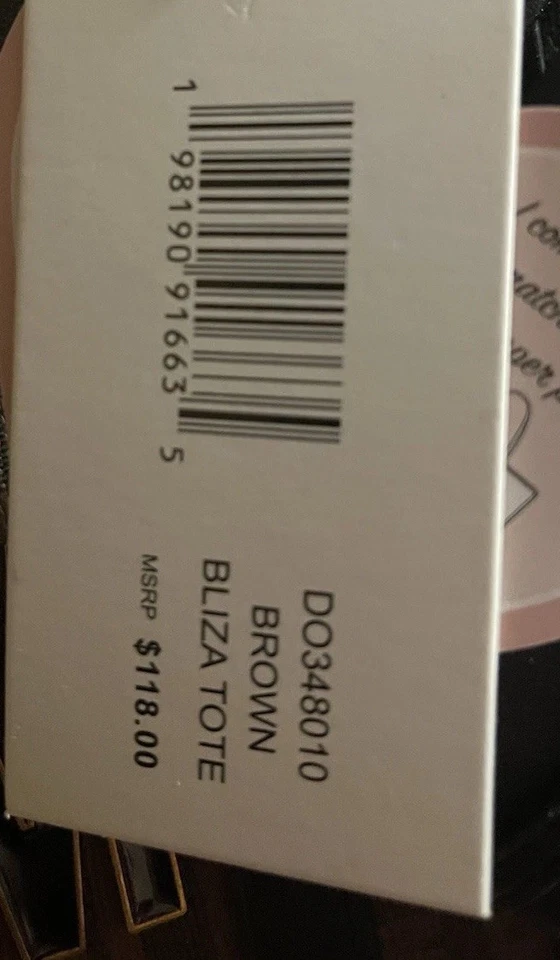 DO348010
BROWN
BLIZA TOTE
MSRP $118.00
1 98190 91663 5
I